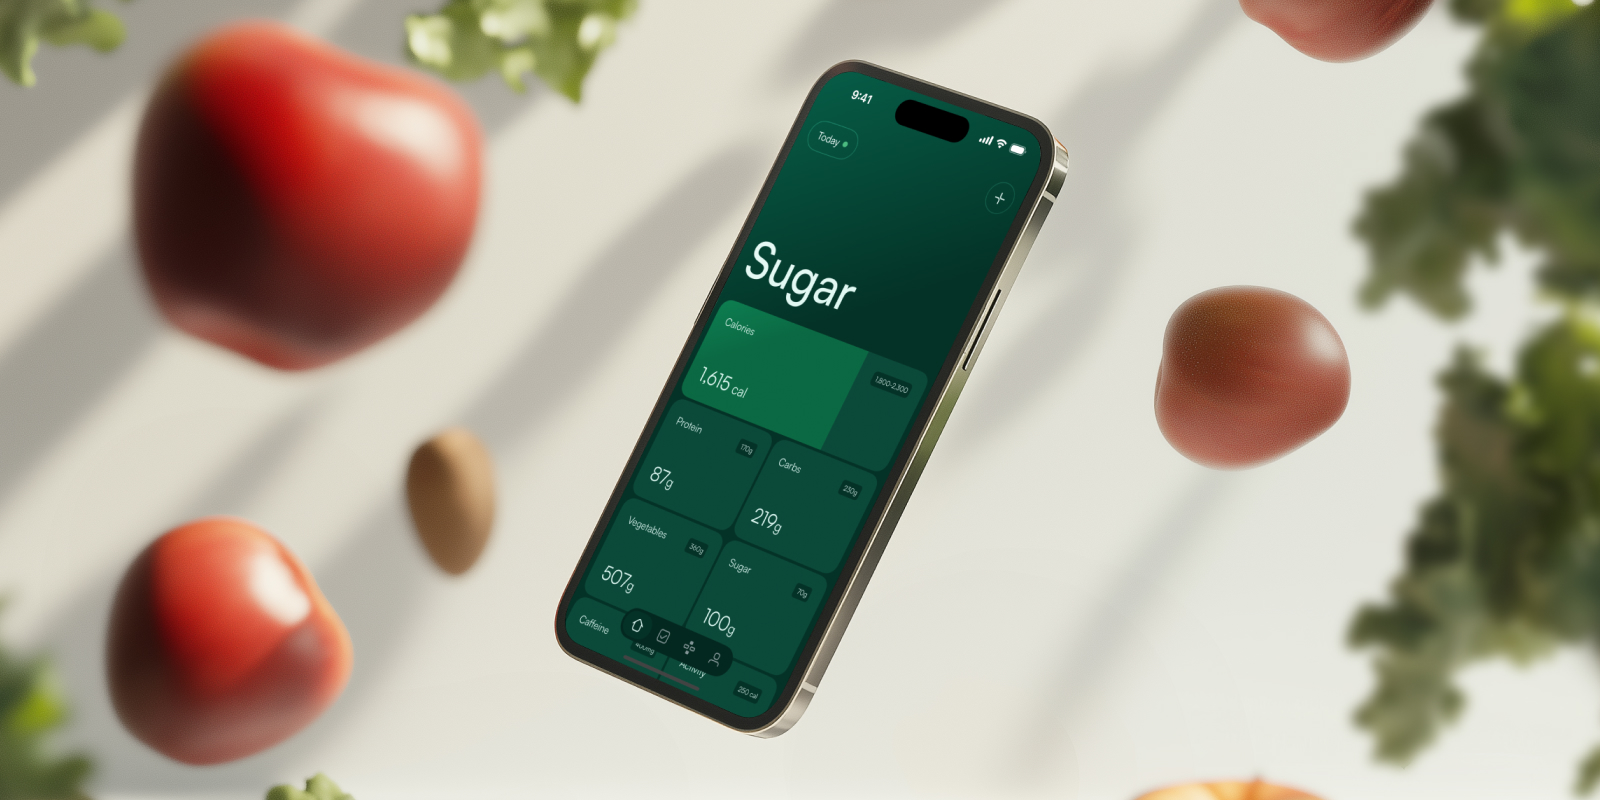 9:41
Today
Sugar
Calories
1,800-2,300
1,615 cal
Protein
170g
87g
Carbs
230g
219g
Vegetables
360g
507g
Sugar
70g
100g
Caffeine
400mg
Activity
250 cal